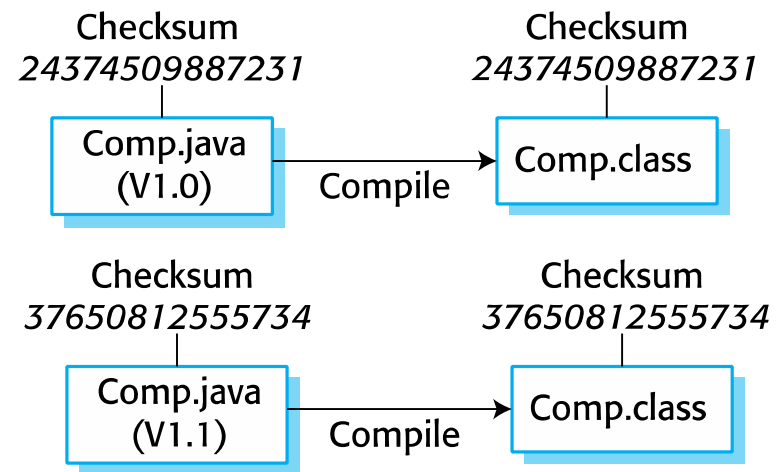 Checksum
24374509887231
Checksum
24374509887231
Comp.java
(V1.0)
Compile
Comp.class
Checksum
37650812555734
Checksum
37650812555734
Comp.java
(V1.1)
Compile
Comp.class